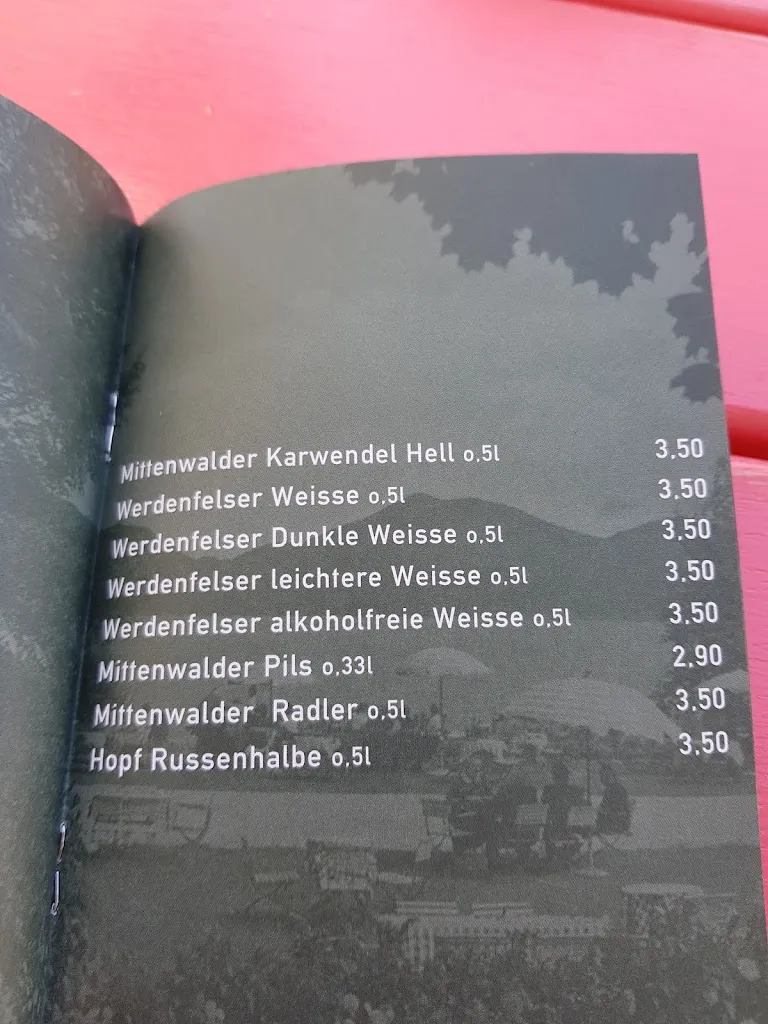 Mittenwalder Karwendel Hell 0,5l 3,50
Werdenfelser Weisse 0,5l 3,50
Werdenfelser Dunkle Weisse 0,5l 3,50
Werdenfelser leichtere Weisse 0,5l 3,50
Werdenfelser alkoholfreie Weisse 0,5l 3,50
Mittenwalder Pils 0,33l 2,90
Mittenwalder Radler 0,5l 3,50
Hopf Russenhalbe 0,5l 3,50